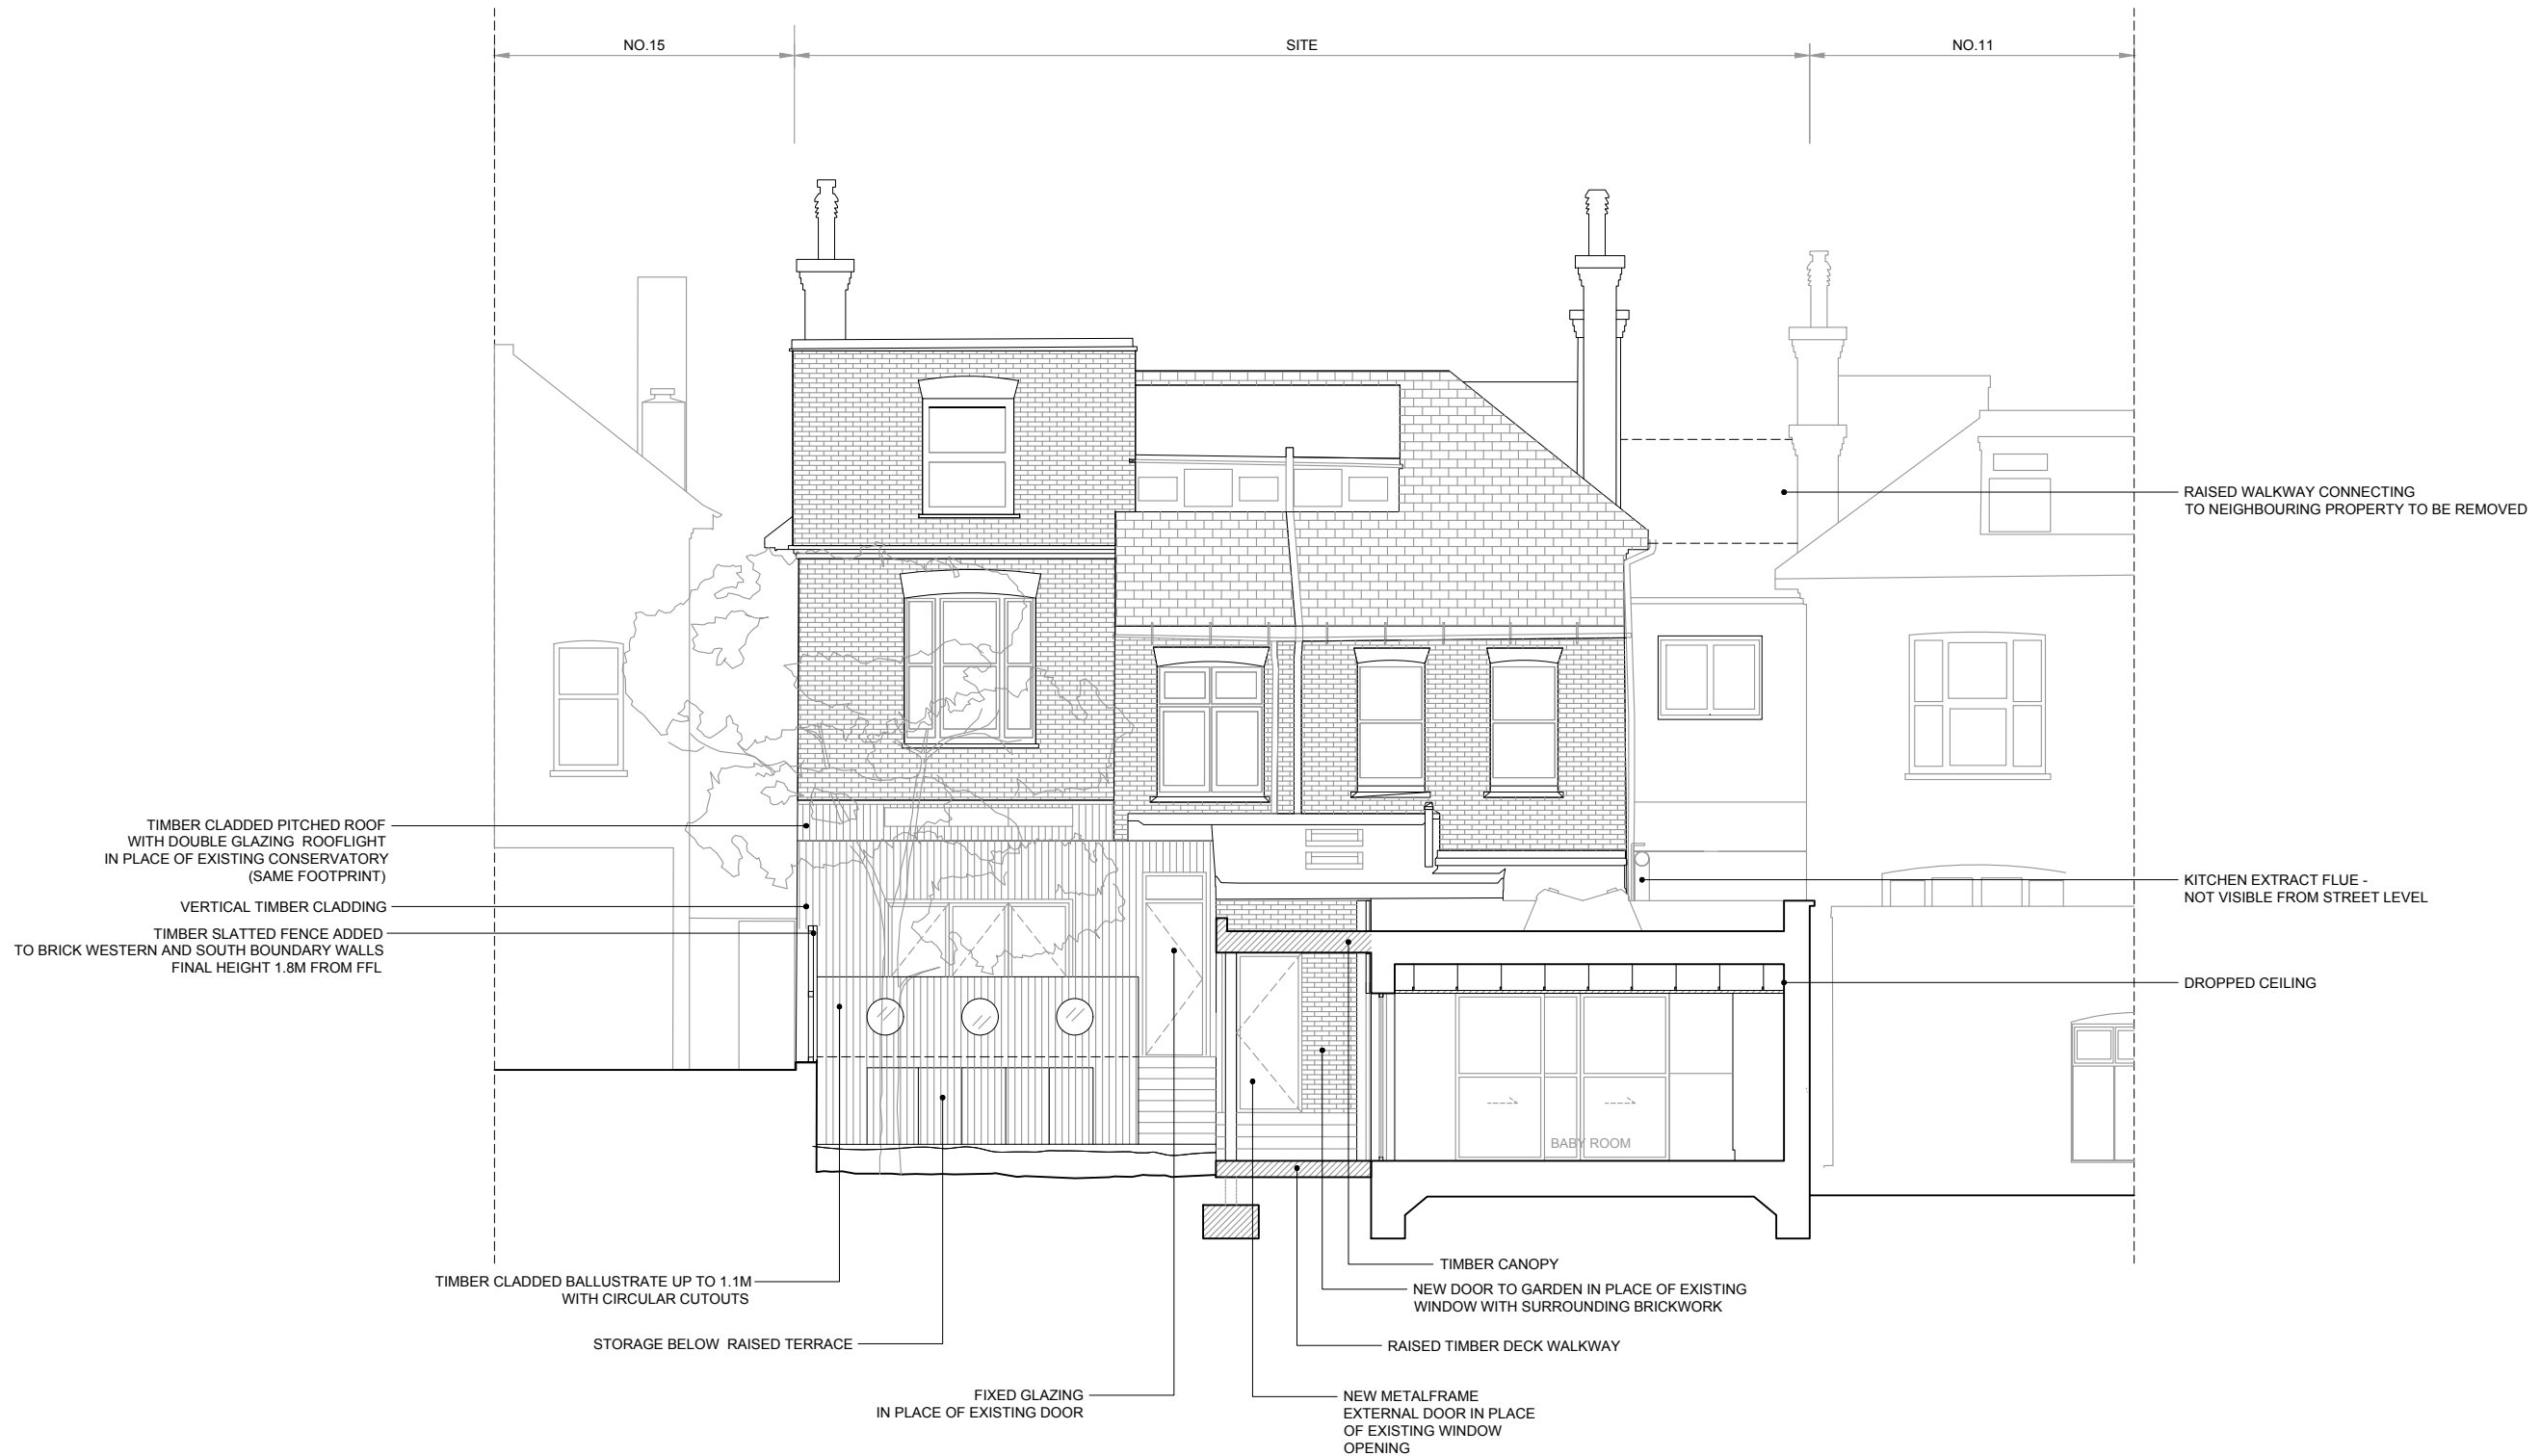 NO.15
SITE
NO.11
RAISED WALKWAY CONNECTING
TO NEIGHBOURING PROPERTY TO BE REMOVED
TIMBER CLADDED PITCHED ROOF
WITH DOUBLE GLAZING ROOFLIGHT
IN PLACE OF EXISTING CONSERVATORY
(SAME FOOTPRINT)
VERTICAL TIMBER CLADDING
TIMBER SLATTED FENCE ADDED
TO BRICK WESTERN AND SOUTH BOUNDARY WALLS
FINAL HEIGHT 1.8M FROM FFL
KITCHEN EXTRACT FLUE -
NOT VISIBLE FROM STREET LEVEL
DROPPED CEILING
BABY ROOM
TIMBER CLADDED BALLUSTRATE UP TO 1.1M
WITH CIRCULAR CUTOUTS
STORAGE BELOW RAISED TERRACE
FIXED GLAZING
IN PLACE OF EXISTING DOOR
TIMBER CANOPY
NEW DOOR TO GARDEN IN PLACE OF EXISTING
WINDOW WITH SURROUNDING BRICKWORK
RAISED TIMBER DECK WALKWAY
NEW METALFRAME
EXTERNAL DOOR IN PLACE
OF EXISTING WINDOW
OPENING